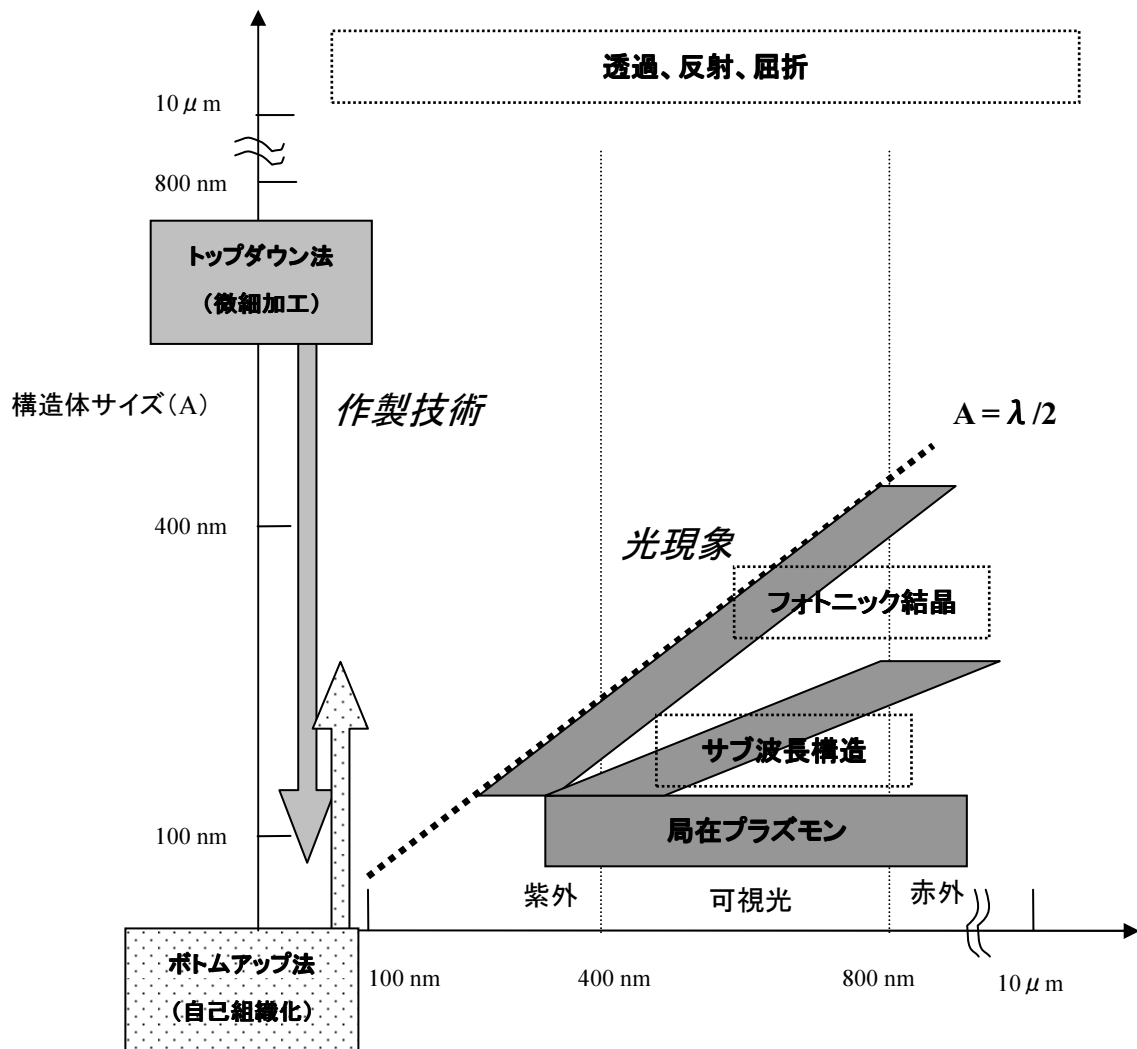 透過、反射、屈折
10μm
800 nm
トップダウン法
（微細加工）
構造体サイズ（A）
作製技術
A = λ/2
400 nm
光現象
フォトニック結晶
サブ波長構造
100 nm
局在プラズモン
紫外
可視光
赤外
ボトムアップ法
（自己組織化）
100 nm
400 nm
800 nm
10μm